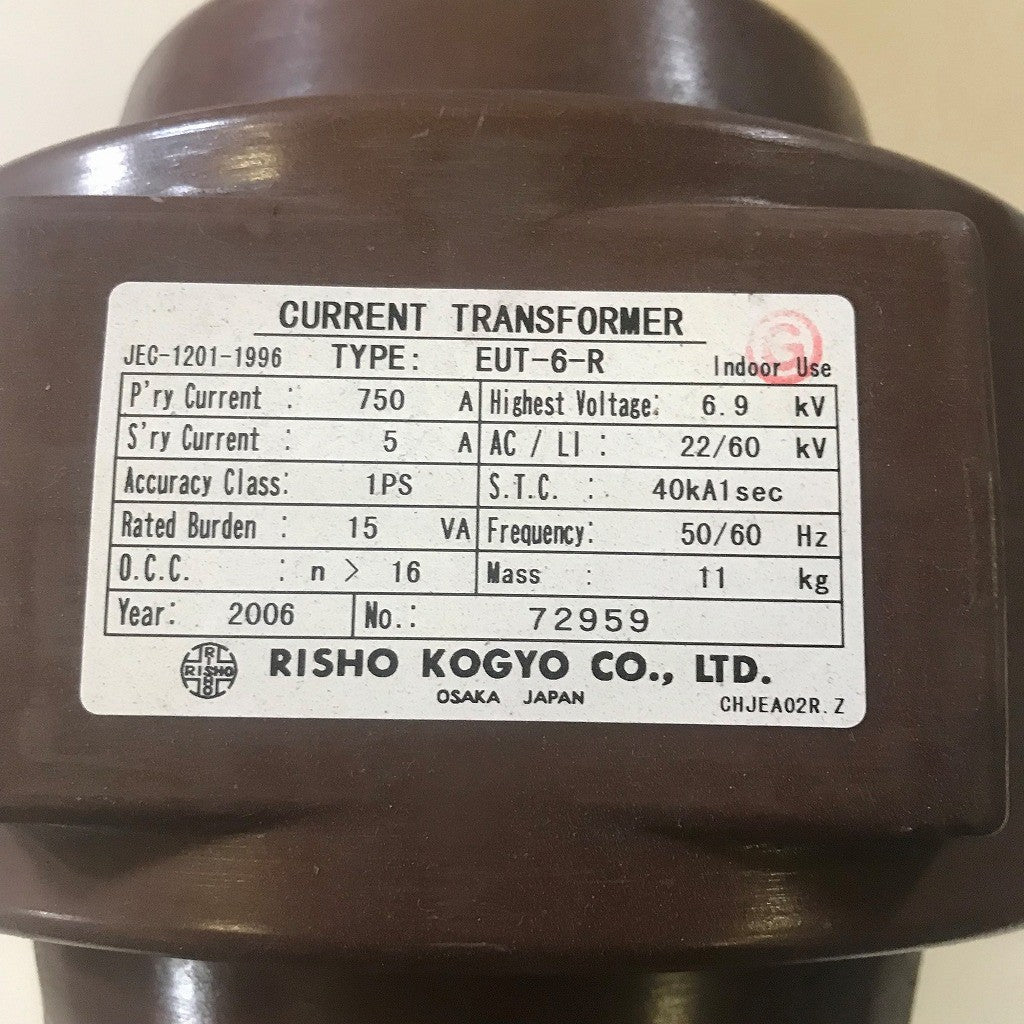 CURRENT TRANSFORMER
JEC-1201-1996 TYPE: EUT-6-R Indoor Use
G
P'ry Current : 750 A Highest Voltage: 6.9 kV
S'ry Current : 5 A AC / LI : 22/60 kV
Accuracy Class: 1PS S.T.C. : 40kA1sec
Rated Burden : 15 VA Frequency: 50/60 Hz
O.C.C. : n > 16 Mass : 11 kg
Year: 2006 No.: 72959
RISHO RISHO KOGYO CO., LTD.
OSAKA JAPAN
CHJEA02R.Z